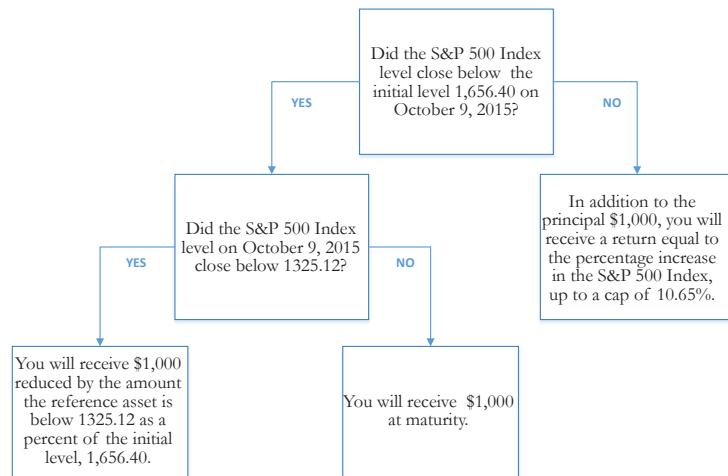 Did the S&P 500 Index
level close below the
initial level 1,656.40 on
October 9, 2015?
YES
NO
Did the S&P 500 Index
level on October 9, 2015
close below 1325.12?
In addition to the
principal $1,000, you will
receive a return equal to
the percentage increase
in the S&P 500 Index,
up to a cap of 10.65%.
YES
NO
You will receive $1,000
reduced by the amount
the reference asset is
below 1325.12 as a
percent of the initial
level, 1,656.40.
You will receive $1,000
at maturity.